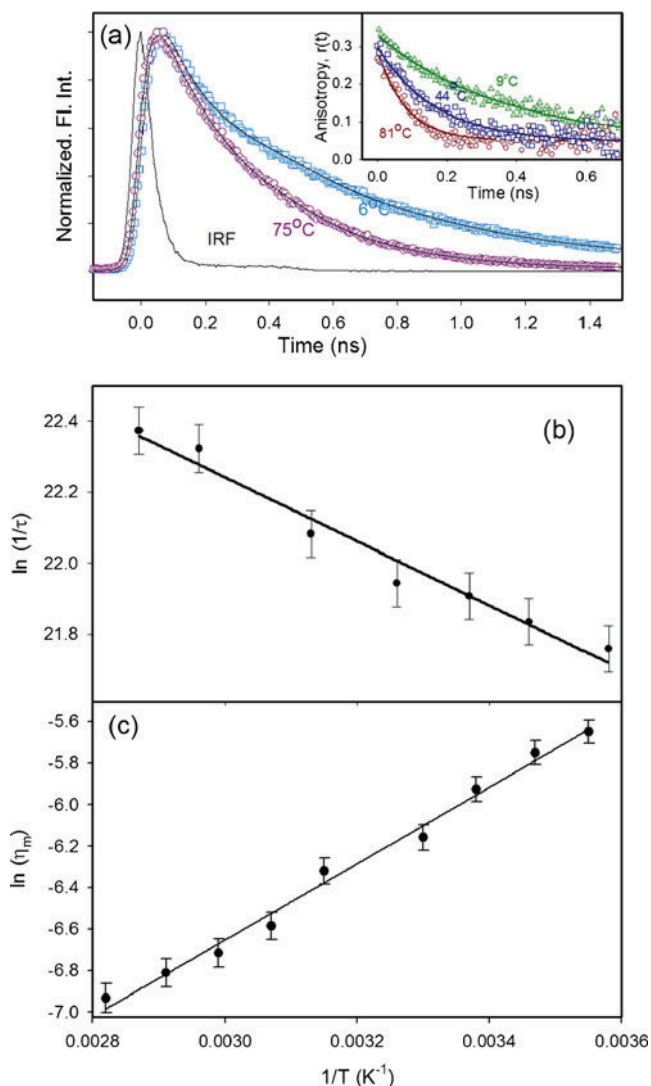 (a)
Normalized. Fl. Int.
IRF
75°C
6°C
0.0 0.2 0.4 0.6 0.8 1.0 1.2 1.4
Time (ns)
Anisotropy, r(t)
0.3
0.2
0.1
0.0
9°C
44°C
81°C
0.0 0.2 0.4 0.6
Time (ns)
(b)
ln (1/τ)
22.4
22.2
22.0
21.8
(c)
ln (ηm)
-5.6
-5.8
-6.0
-6.2
-6.4
-6.6
-6.8
-7.0
0.0028 0.0030 0.0032 0.0034 0.0036
1/T (K-1)